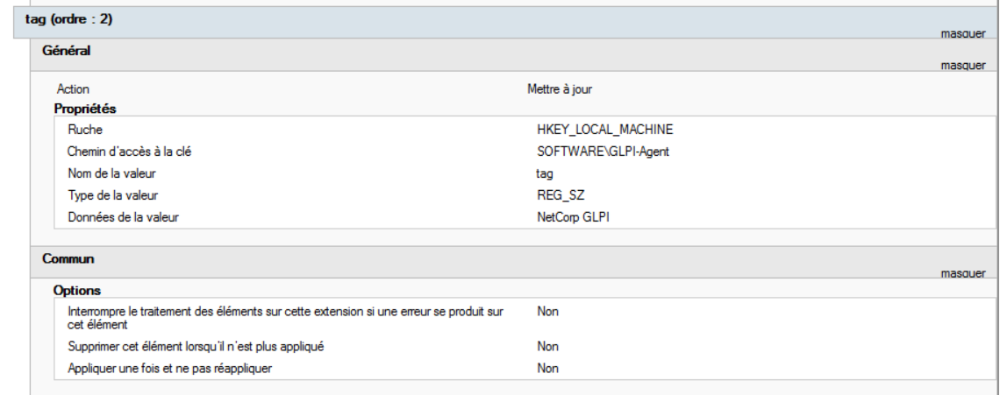 tag (ordre : 2)
masquer
Général
masquer
Action Mettre à jour
Propriétés
Ruche HKEY_LOCAL_MACHINE
Chemin d'accès à la clé SOFTWARE\GLPI-Agent
Nom de la valeur tag
Type de la valeur REG_SZ
Données de la valeur NetCorp GLPI
Commun
masquer
Options
Interrompre le traitement des éléments sur cette extension si une erreur se produit sur Non
cet élément
Supprimer cet élément lorsqu'il n'est plus appliqué Non
Appliquer une fois et ne pas réappliquer Non